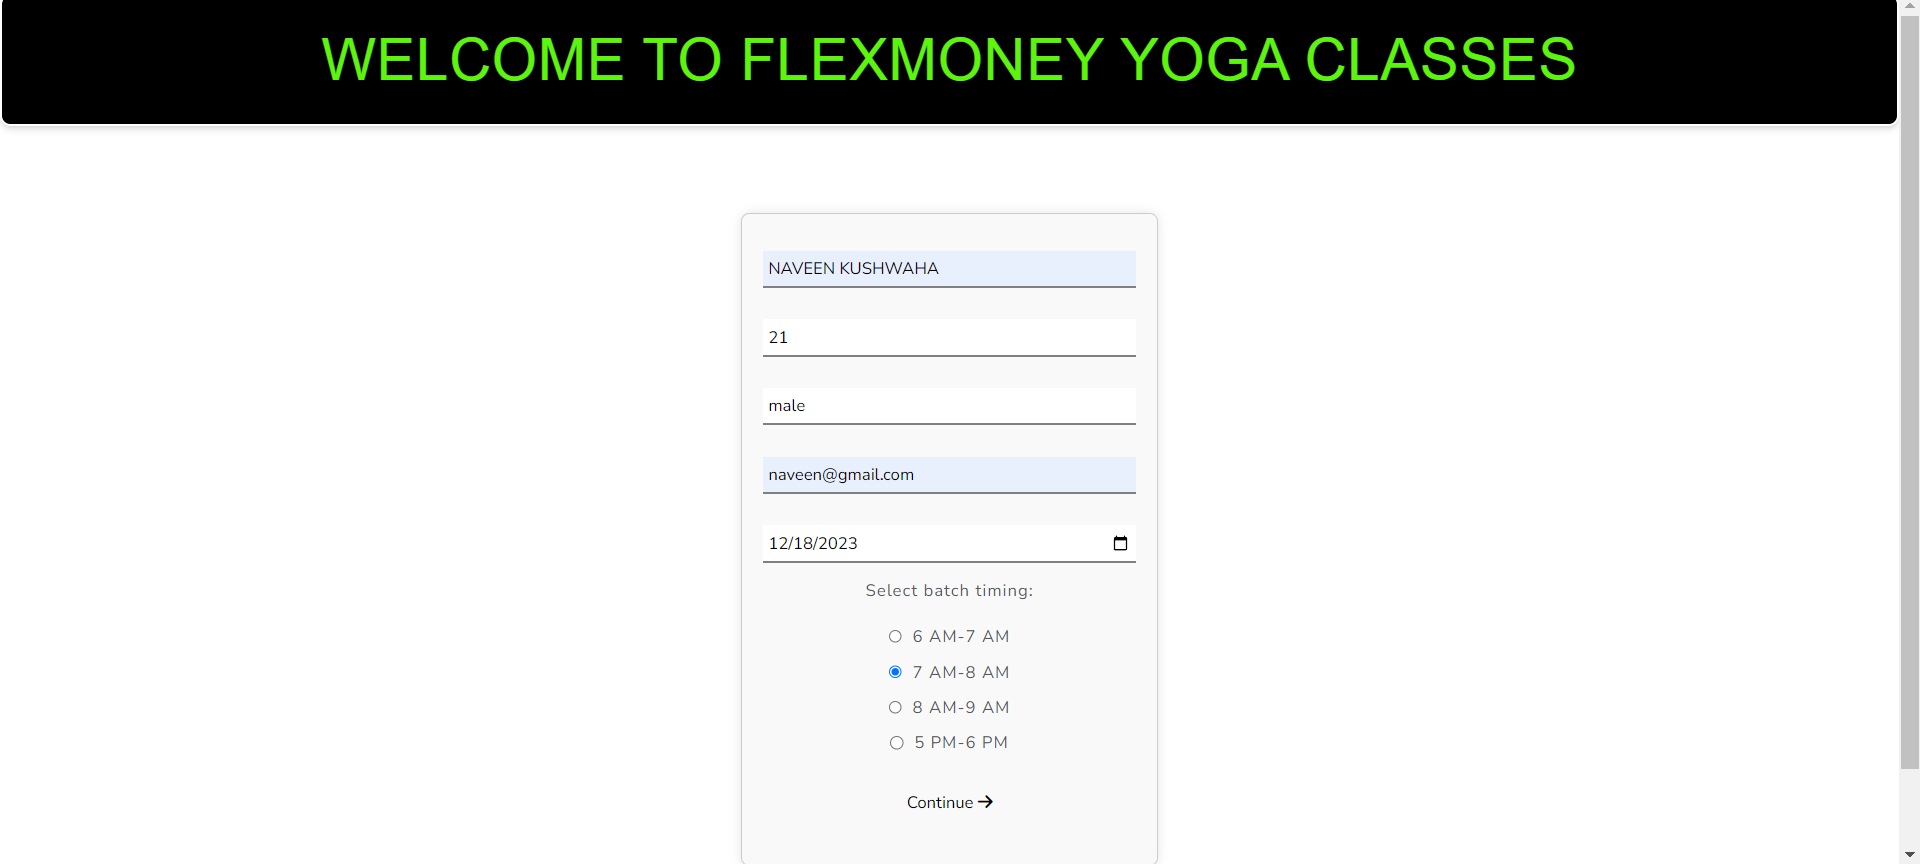 WELCOME TO FLEXMONEY YOGA CLASSES
NAVEEN KUSHWAHA
21
male
naveen@gmail.com
12/18/2023
Select batch timing:
6 AM-7 AM
7 AM-8 AM
8 AM-9 AM
5 PM-6 PM
Continue →